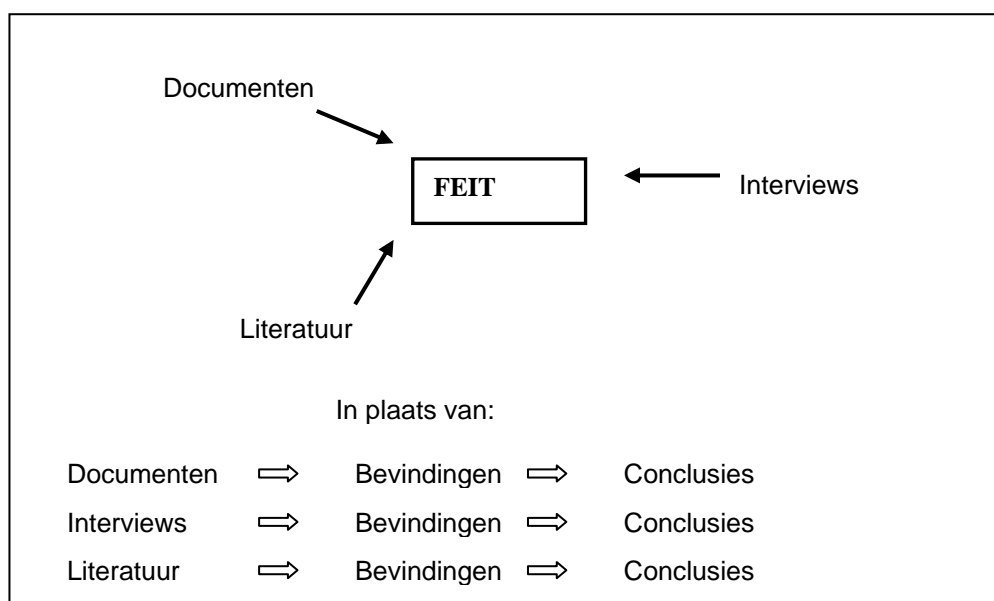 Documenten
FEIT
Interviews
Literatuur
In plaats van:
Documenten ⇨ Bevindingen ⇨ Conclusies
Interviews ⇨ Bevindingen ⇨ Conclusies
Literatuur ⇨ Bevindingen ⇨ Conclusies